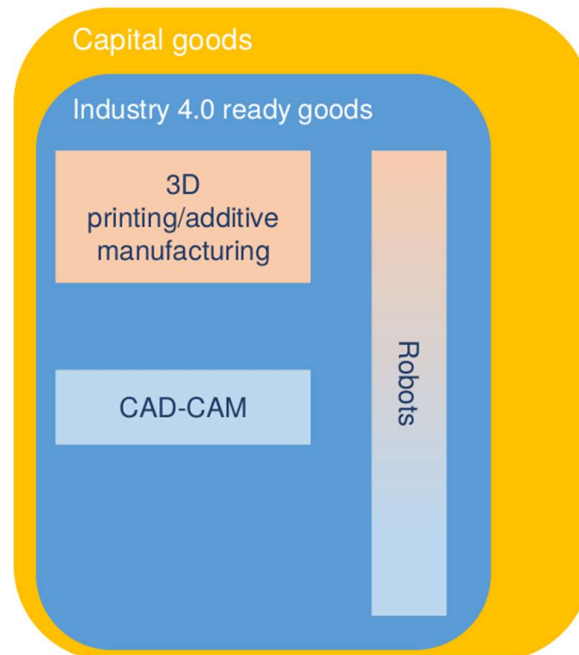 Capital goods
Industry 4.0 ready goods
3D
printing/additive
manufacturing
CAD-CAM
Robots